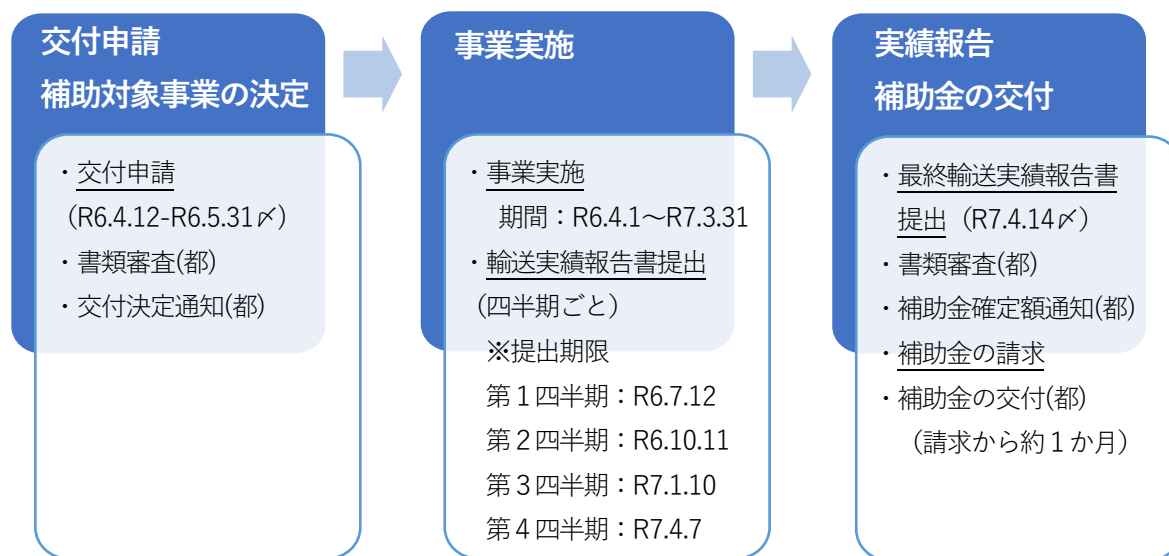 交付申請
補助対象事業の決定
・交付申請
（R6.4.12-R6.5.31〆）
・書類審査(都)
・交付決定通知(都)
事業実施
・事業実施
期間：R6.4.1～R7.3.31
・輸送実績報告書提出
(四半期ごと）
※提出期限
第１四半期：R6.7.12
第２四半期：R6.10.11
第３四半期：R7.1.10
第４四半期：R7.4.7
実績報告
補助金の交付
・最終輸送実績報告書
提出（R7.4.14〆）
・書類審査(都)
・補助金確定額通知(都)
・補助金の請求
・補助金の交付(都)
（請求から約１か月）